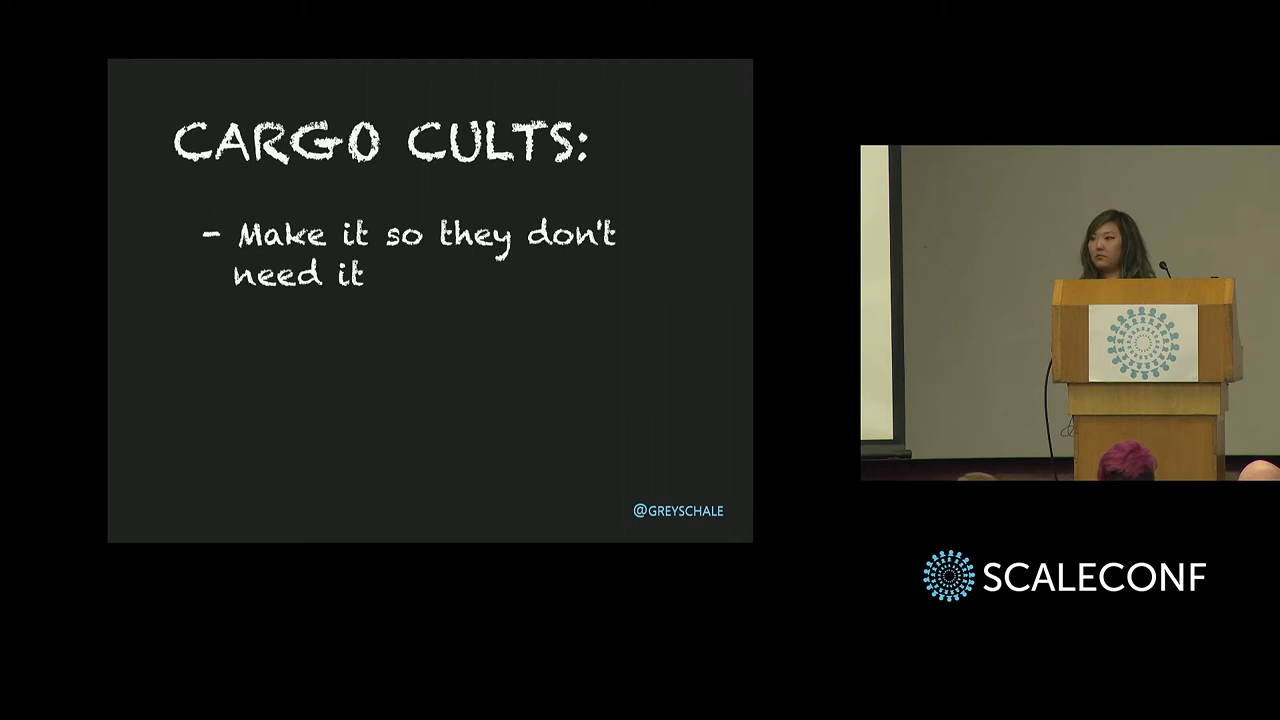 CARGO CULTS:
- Make it so they don't
need it
@GREYSCHALE
SCALECONF